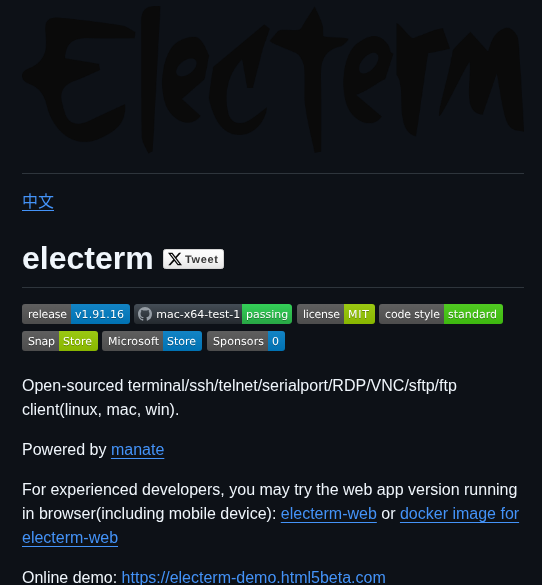 Electerm
中文
electerm Tweet
release v1.91.16 mac-x64-test-1 passing license MIT code style standard
Snap Store Microsoft Store Sponsors 0
Open-sourced terminal/ssh/telnet/serialport/RDP/VNC/sftp/ftp
client(linux, mac, win).
Powered by manate
For experienced developers, you may try the web app version running
in browser(including mobile device): electerm-web or docker image for
electerm-web
Online demo: https://electerm-demo.html5beta.com